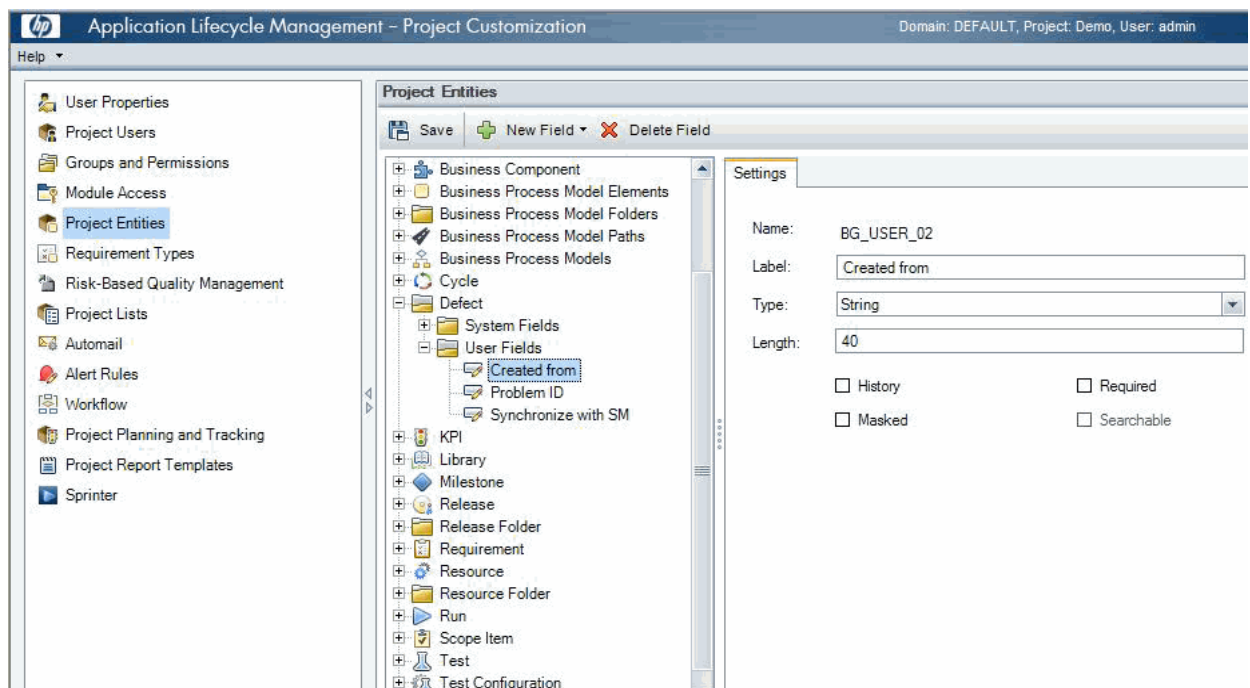 hp Application Lifecycle Management – Project Customization Domain: DEFAULT, Project: Demo, User: admin
Help
User Properties
Project Users
Groups and Permissions
Module Access
Project Entities
Requirement Types
Risk-Based Quality Management
Project Lists
Automail
Alert Rules
Workflow
Project Planning and Tracking
Project Report Templates
Sprinter
Project Entities
Save New Field Delete Field
Business Component
Business Process Model Elements
Business Process Model Folders
Business Process Model Paths
Business Process Models
Cycle
Defect
System Fields
User Fields
Created from
Problem ID
Synchronize with SM
KPI
Library
Milestone
Release
Release Folder
Requirement
Resource
Resource Folder
Run
Scope Item
Test
Test Configuration
Settings
Name: BG_USER_02
Label: Created from
Type: String
Length: 40
History Required
Masked Searchable